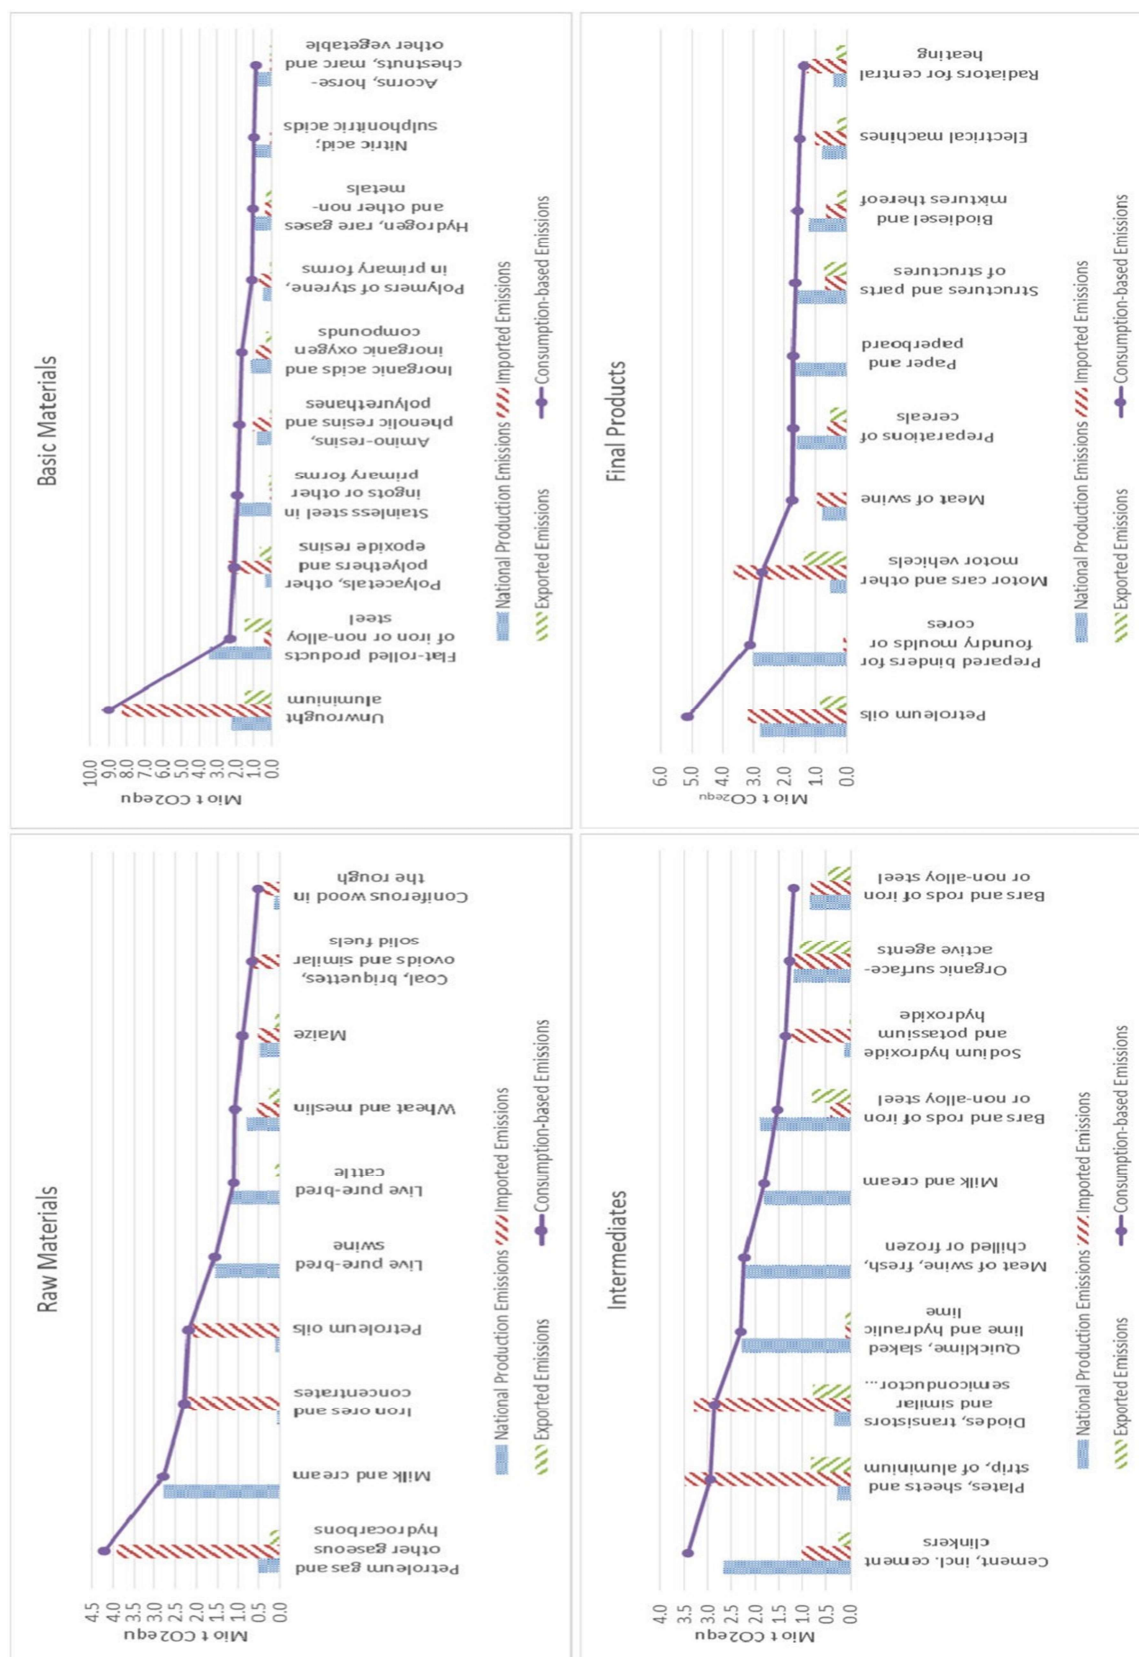 Raw Materials
Mio t CO2equ
4.5
4.0
3.5
3.0
2.5
2.0
1.5
1.0
0.5
0.0
Petroleum gas and
other gaseous
hydrocarbons
Milk and cream
Iron ores and
concentrates
Petroleum oils
Live pure-bred
swine
Live pure-bred
cattle
Wheat and meslin
Maize
Coal, briquettes,
ovoids and similar
solid fuels
Coniferous wood in
the rough
National Production Emissions
Imported Emissions
Exported Emissions
Consumption-based Emissions
Basic Materials
Mio t CO2equ
10.0
9.0
8.0
7.0
6.0
5.0
4.0
3.0
2.0
1.0
0.0
Unwrought
aluminium
Flat-rolled products
of iron or non-alloy
steel
Polyacetals, other
polyethers and
epoxide resins
Stainless steel in
ingots or other
primary forms
Amino-resins,
phenolic resins and
polyurethanes
Inorganic acids and
inorganic oxygen
compounds
Polymers of styrene,
in primary forms
Hydrogen, rare gases
and other non-
metals
Nitric acid;
sulphonitric acids
Acorns, horse-
chestnuts, marc and
other vegetable
National Production Emissions
Imported Emissions
Exported Emissions
Consumption-based Emissions
Intermediates
Mio t CO2equ
4.0
3.5
3.0
2.5
2.0
1.5
1.0
0.5
0.0
Cement, incl. cement
clinkers
Plates, sheets and
strip, of aluminium
Diodes, transistors
and similar
semiconductor...
Quicklime, slaked
lime and hydraulic
lime
Meat of swine, fresh,
chilled or frozen
Milk and cream
Bars and rods of iron
or non-alloy steel
Sodium hydroxide
and potassium
hydroxide
Organic surface-
active agents
Bars and rods of iron
or non-alloy steel
National Production Emissions
Imported Emissions
Exported Emissions
Consumption-based Emissions
Final Products
Mio t CO2equ
6.0
5.0
4.0
3.0
2.0
1.0
0.0
Petroleum oils
Prepared binders for
foundry moulds or
cores
Motor cars and other
motor vehicels
Meat of swine
Preparations of
cereals
Paper and
paperboard
Structures and parts
of structures
Biodiesel and
mixtures thereof
Electrical machines
Radiators for central
heating
National Production Emissions
Imported Emissions
Exported Emissions
Consumption-based Emissions